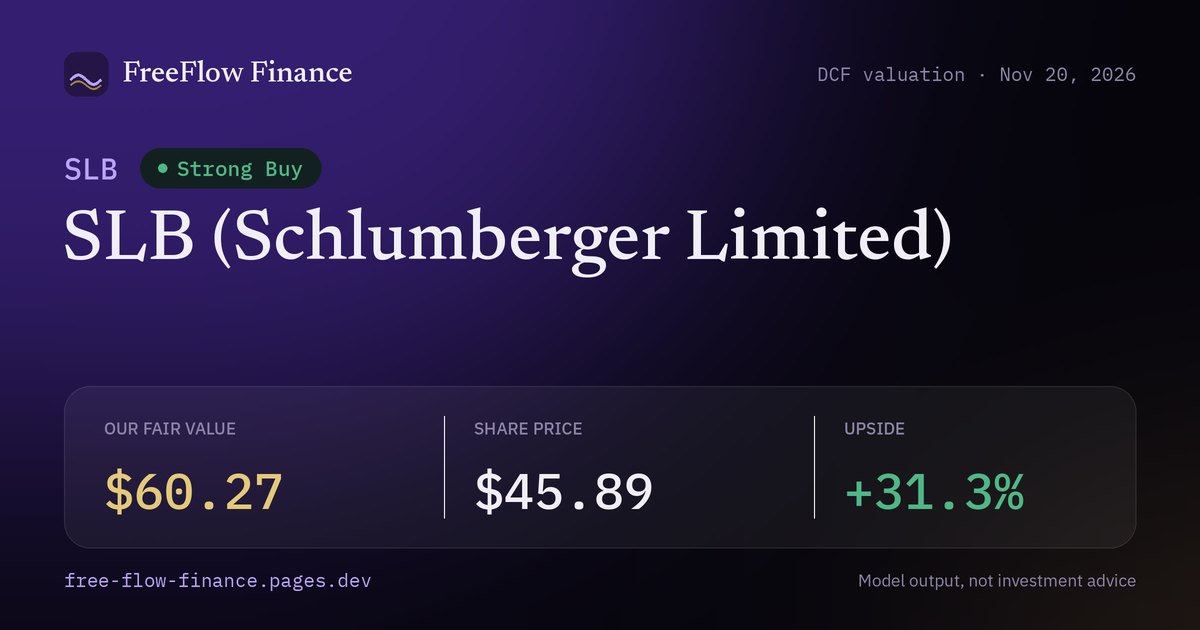 FreeFlow Finance
DCF valuation · Nov 20, 2026
SLB
Strong Buy
SLB (Schlumberger Limited)
OUR FAIR VALUE
$60.27
SHARE PRICE
$45.89
UPSIDE
+31.3%
free-flow-finance.pages.dev
Model output, not investment advice